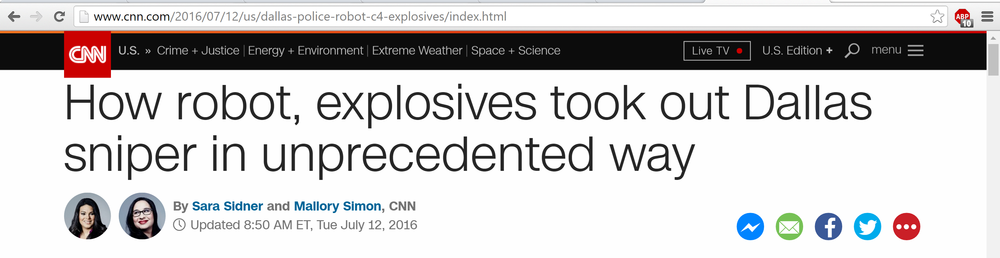 www.cnn.com/2016/07/12/us/dallas-police-robot-c4-explosives/index.html
ABP
10
CNN U.S. » Crime + Justice | Energy + Environment | Extreme Weather | Space + Science Live TV U.S. Edition + menu
How robot, explosives took out Dallas
sniper in unprecedented way
By Sara Sidner and Mallory Simon, CNN
Updated 8:50 AM ET, Tue July 12, 2016